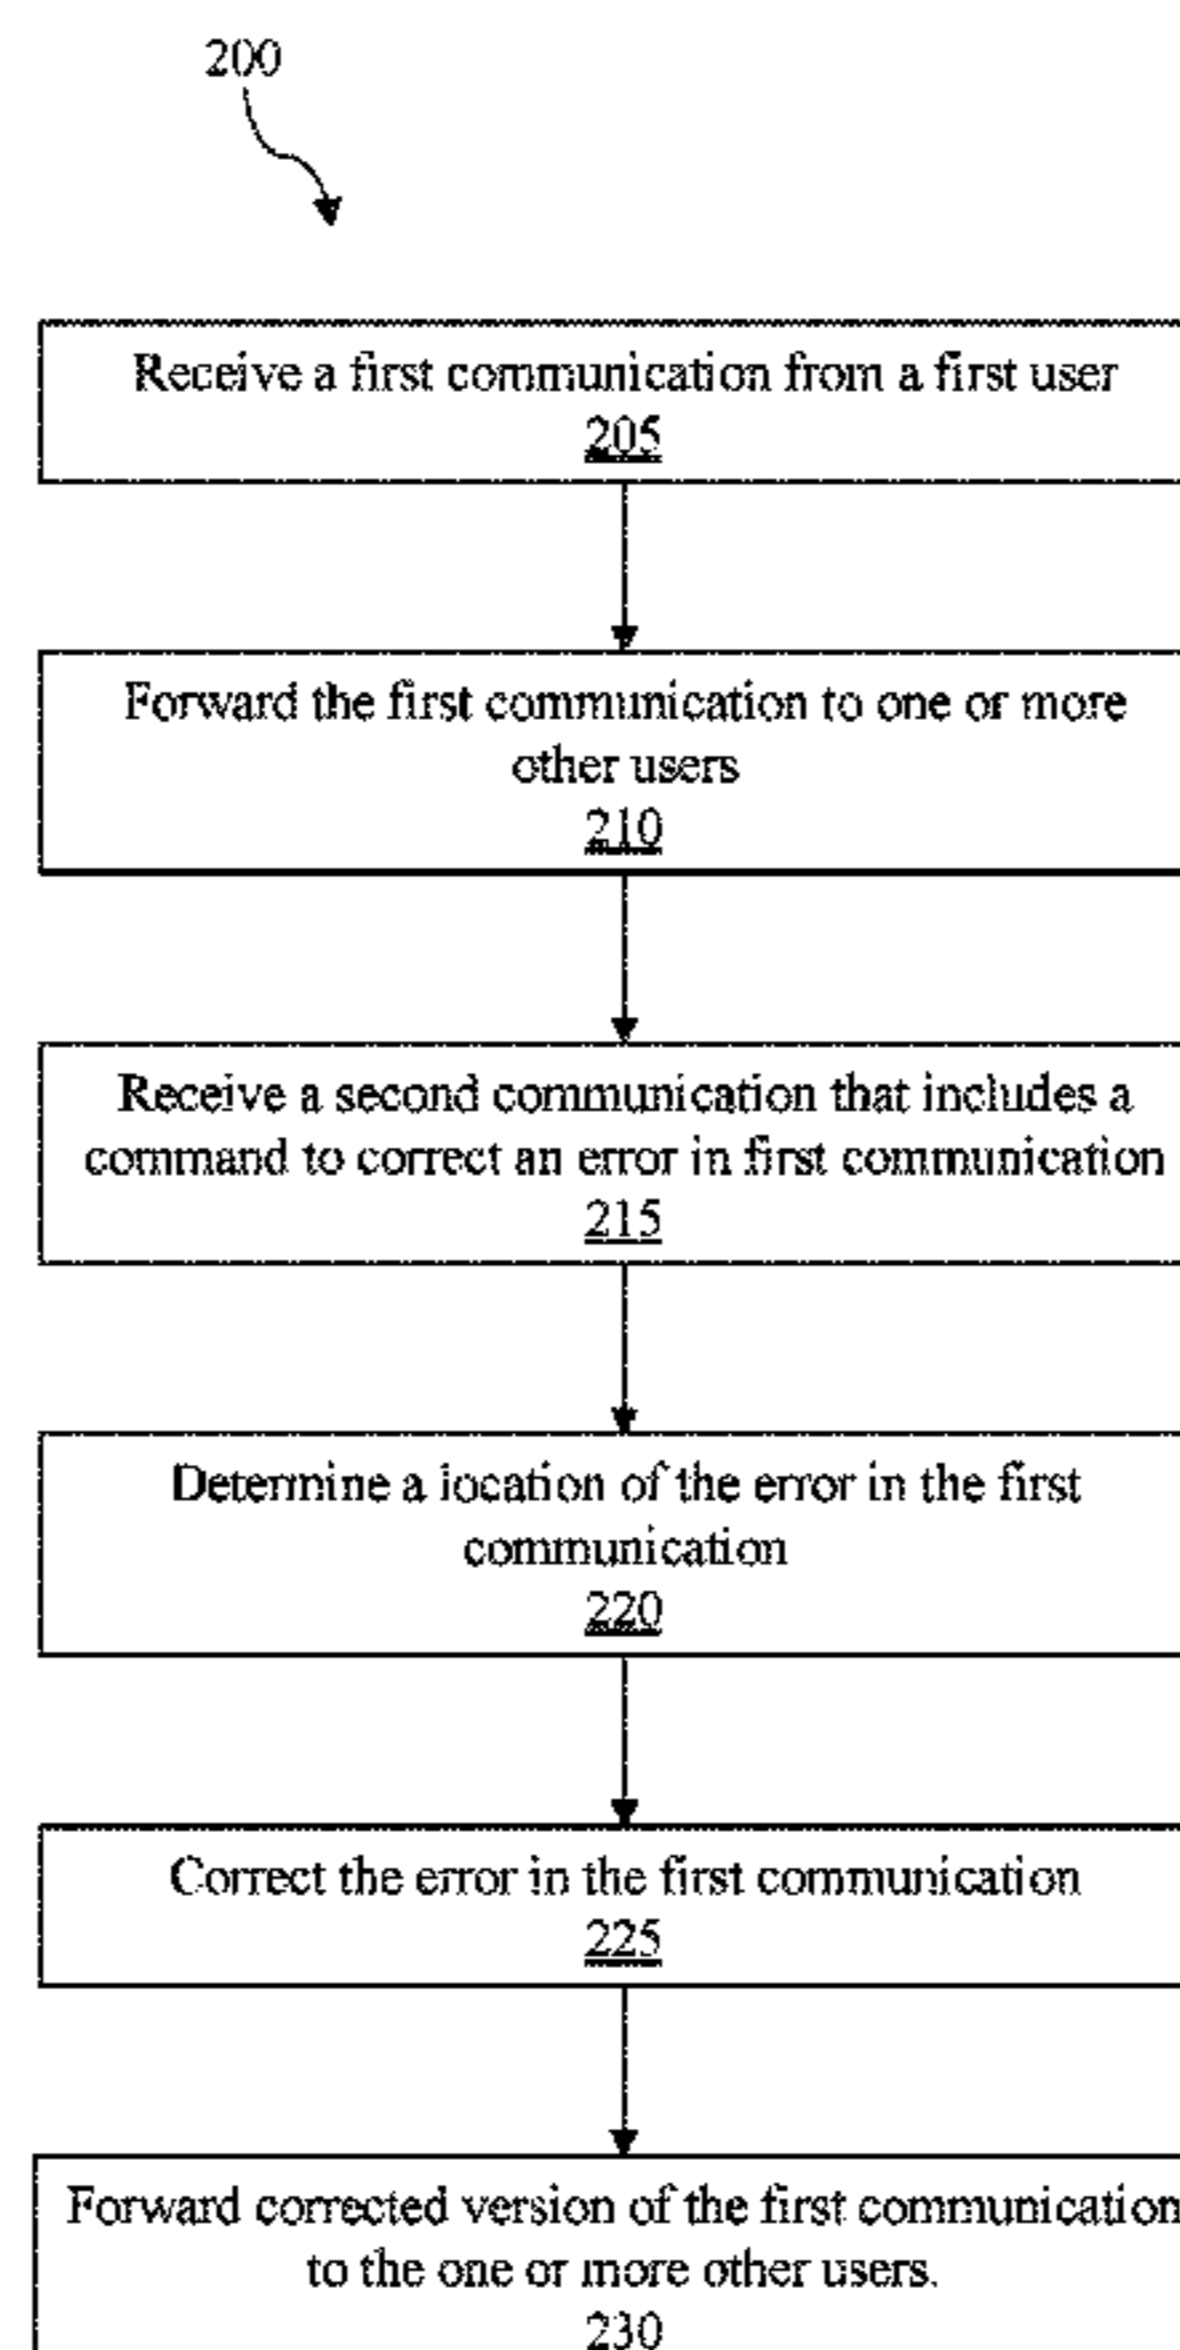 200
Receive a first communication from a first user
205
Forward the first communication to one or more
other users
210
Receive a second communication that includes a
command to correct an error in first communication
215
Determine a location of the error in the first
communication
220
Correct the error in the first communication
225
Forward corrected version of the first communication
to the one or more other users.
230